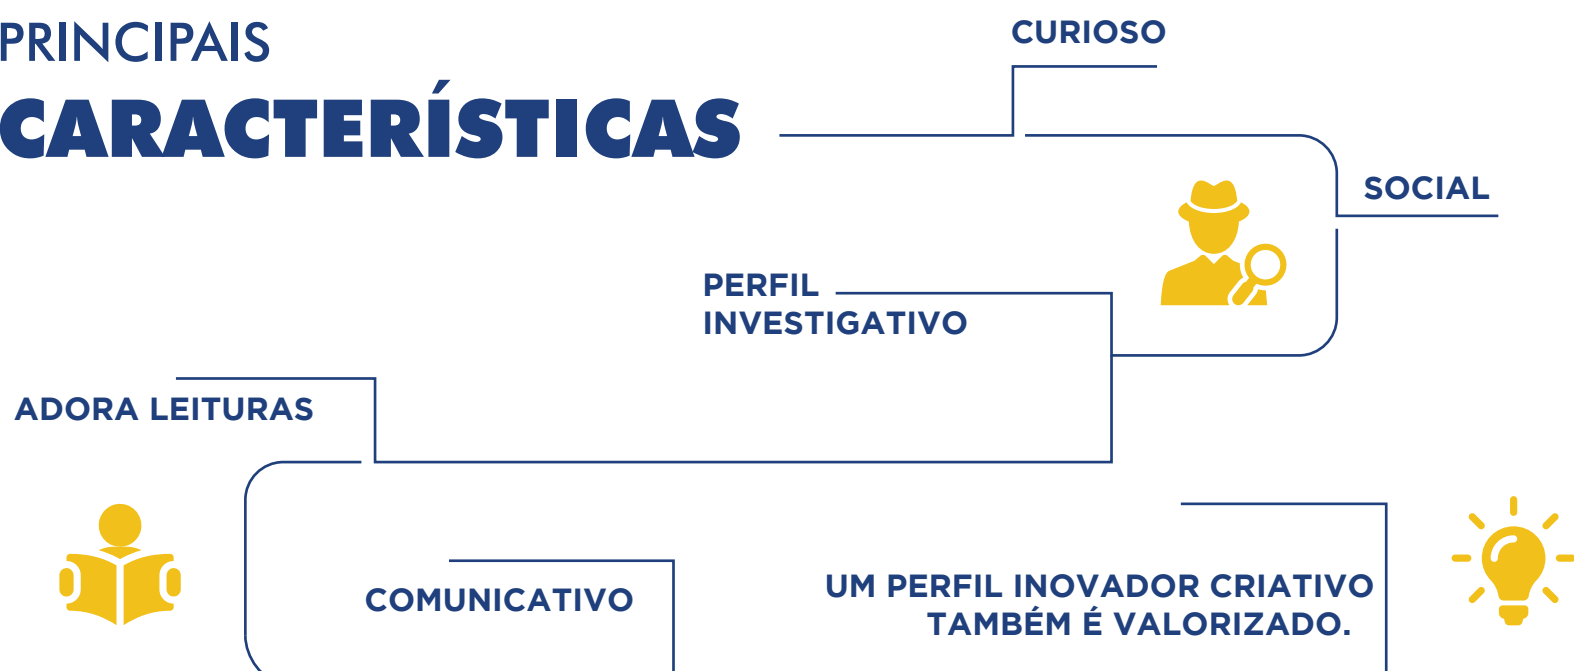 PRINCIPAIS
CARACTERÍSTICAS
CURIOSO
SOCIAL
PERFIL
INVESTIGATIVO
ADORA LEITURAS
COMUNICATIVO
UM PERFIL INOVADOR CRIATIVO
TAMBÉM É VALORIZADO.